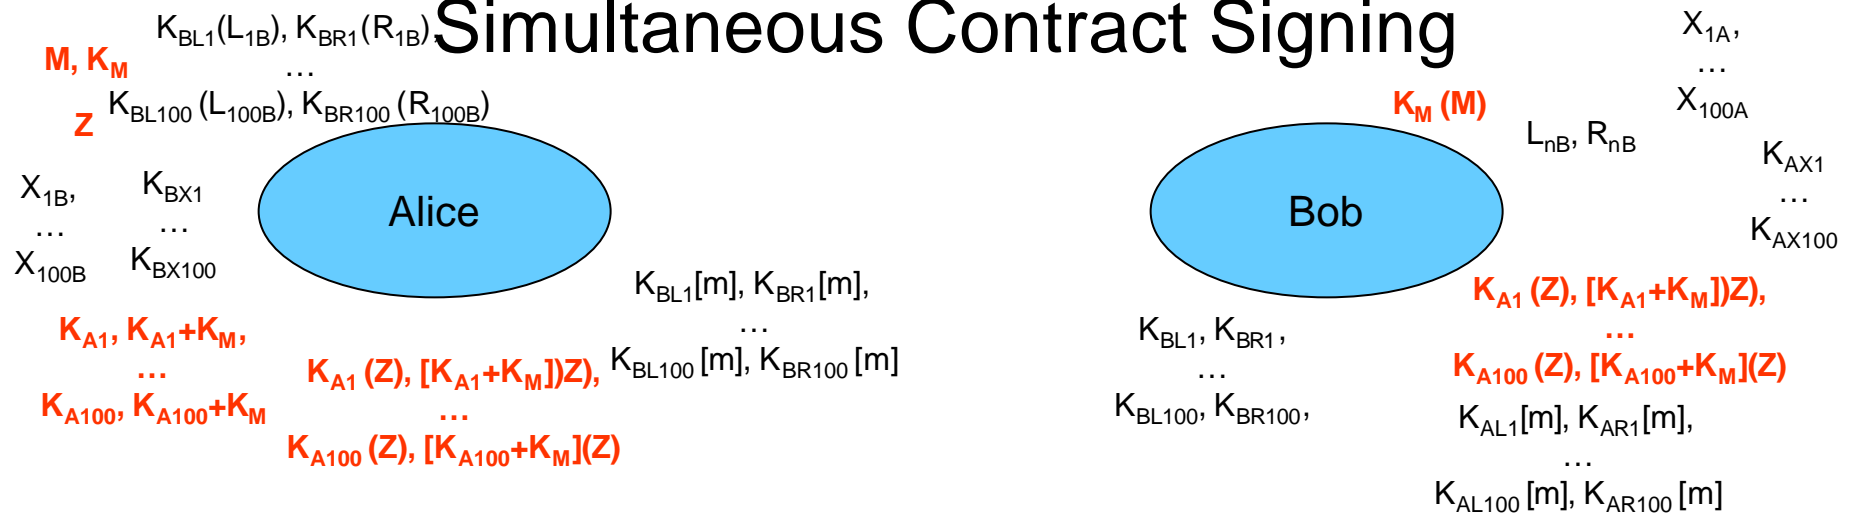 Simultaneous Contract Signing
K_BL1(L_1B), K_BR1(R_1B),
…
K_BL100 (L_100B), K_BR100 (R_100B)
M, K_M
Z
X_1B,
…
X_100B
K_BX1
…
K_BX100
Alice
K_A1, K_A1+K_M,
…
K_A100, K_A100+K_M
K_A1 (Z), [K_A1+K_M])Z),
…
K_A100 (Z), [K_A100+K_M](Z)
K_BL1[m], K_BR1[m],
…
K_BL100 [m], K_BR100 [m]
K_M (M)
X_1A,
…
X_100A
L_nB, R_nB
K_AX1
…
K_AX100
Bob
K_BL1, K_BR1,
…
K_BL100, K_BR100,
K_A1 (Z), [K_A1+K_M])Z),
…
K_A100 (Z), [K_A100+K_M](Z)
K_AL1[m], K_AR1[m],
…
K_AL100 [m], K_AR100 [m]